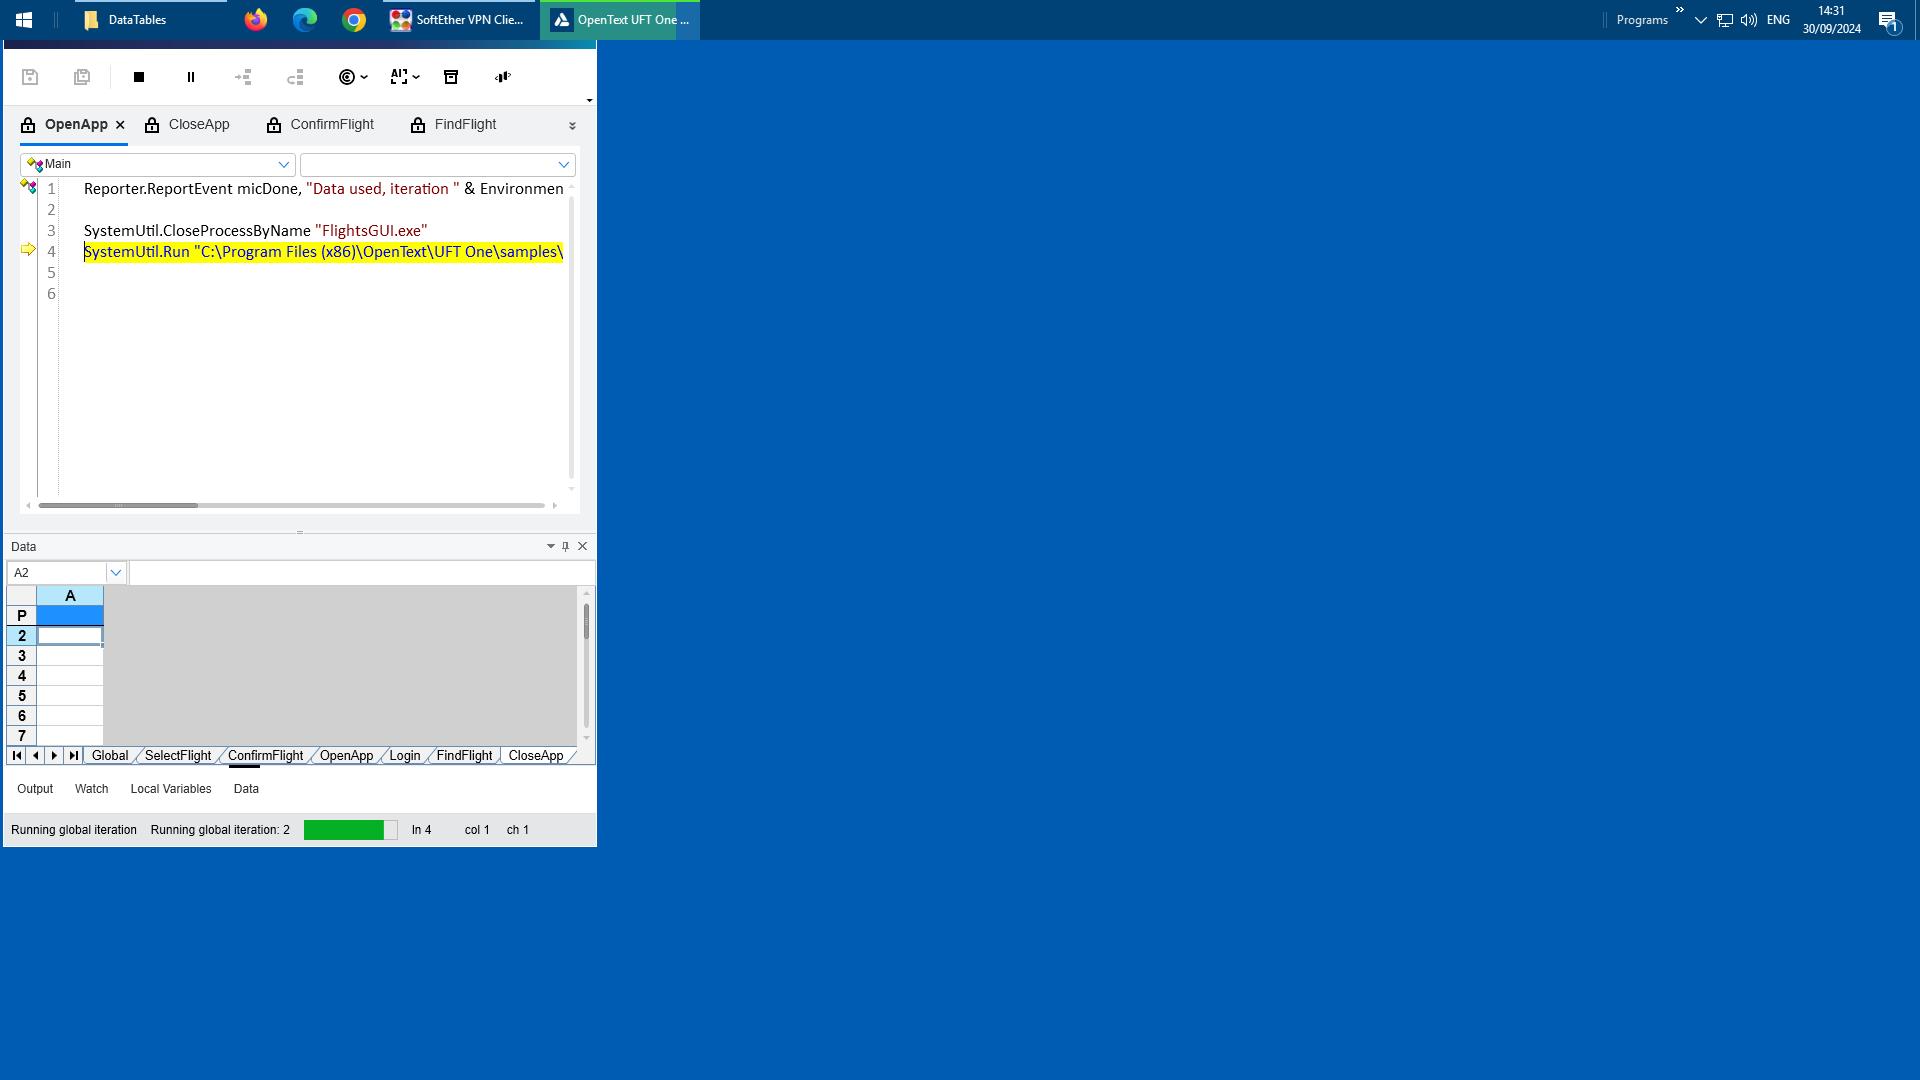 DataTables
SoftEther VPN Clie...
OpenText UFT One ...
Programs
ENG
14:31
30/09/2024
1
AI
OpenApp
CloseApp
ConfirmFlight
FindFlight
Main
1 Reporter.ReportEvent micDone, "Data used, iteration " & Environmen
2
3 SystemUtil.CloseProcessByName "FlightsGUI.exe"
4 SystemUtil.Run "C:\Program Files (x86)\OpenText\UFT One\samples\
5
6
Data
A2
A
P
2
3
4
5
6
7
Global SelectFlight ConfirmFlight OpenApp Login FindFlight CloseApp
Output Watch Local Variables Data
Running global iteration Running global iteration: 2 ln 4 col 1 ch 1